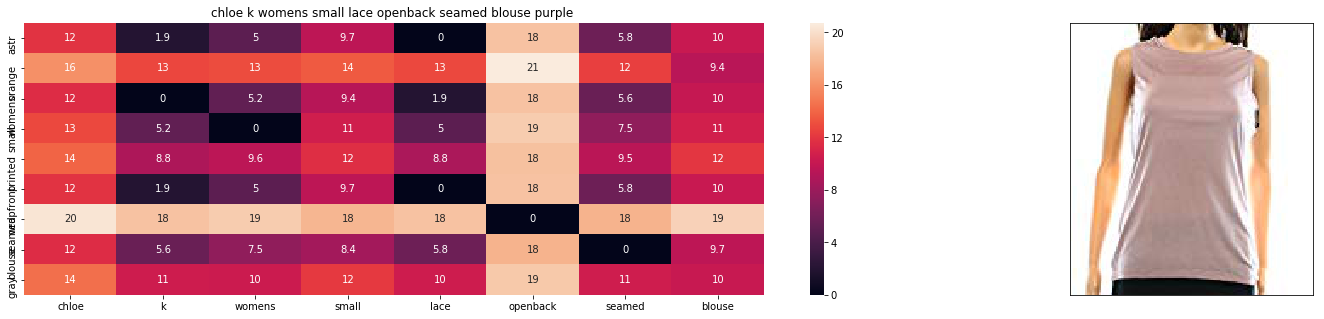 chloe k womens small lace openback seamed blouse purple
astr 12 1.9 5 9.7 0 18 5.8 10
orange 16 13 13 14 13 21 12 9.4
womens 12 0 5.2 9.4 1.9 18 5.6 10
small 13 5.2 0 11 5 19 7.5 11
printed 14 8.8 9.6 12 8.8 18 9.5 12
12 1.9 5 9.7 0 18 5.8 10
20 18 19 18 18 0 18 19
seamed
12 5.6 7.5 8.4 5.8 18 0 9.7
blouse
gray 14 11 10 12 10 19 11 10
chloe k womens small lace openback seamed blouse
20
16
12
8
4
0